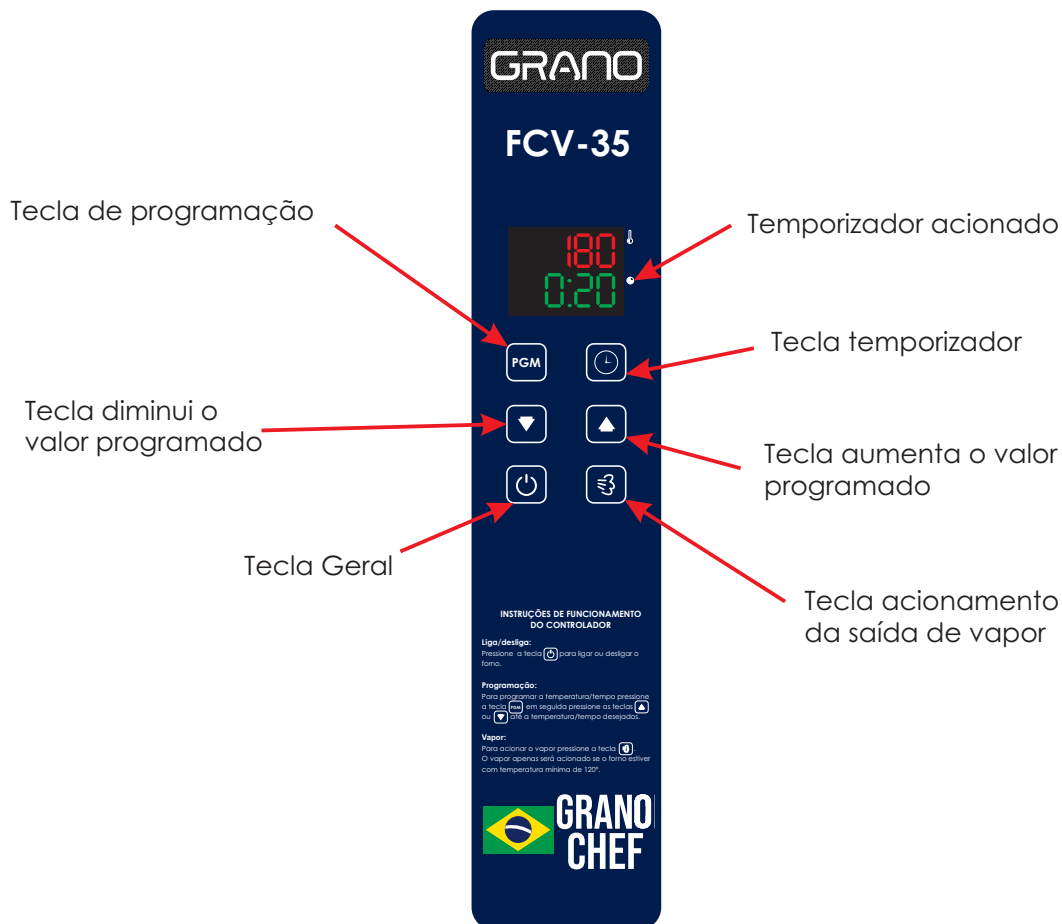 GRANO
FCV-35
Tecla de programação
180
Temporizador acionado
0:20
PGM
Tecla temporizador
Tecla diminui o
valor programado
Tecla aumenta o valor
programado
Tecla Geral
Tecla acionamento
da saída de vapor
INSTRUÇÕES DE FUNCIONAMENTO
DO CONTROLADOR
Liga/desliga:
Pressione a tecla para ligar ou desligar o
forno.
Programação:
Para programar a temperatura/tempo pressione
a tecla PGM em seguida pressione as teclas
ou até a temperatura/tempo desejados.
Vapor:
Para acionar o vapor pressione a tecla .
O vapor apenas será acionado se o forno estiver
com temperatura mínima de 120°.
GRANO
CHEF